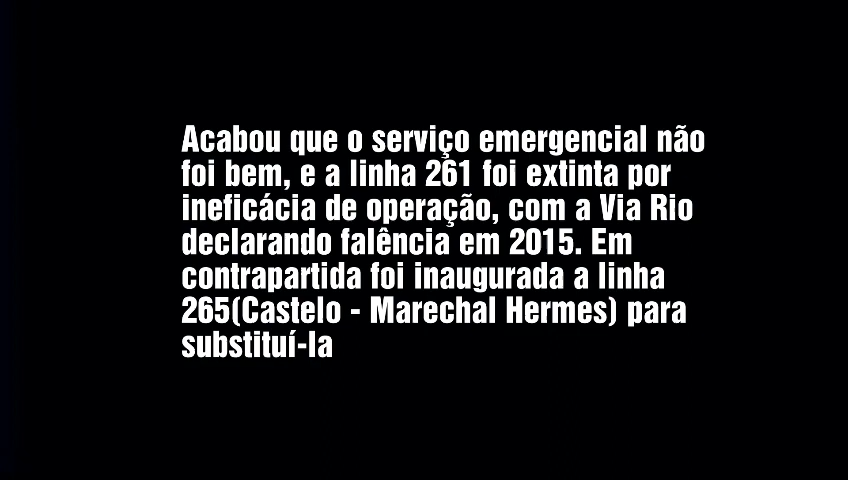 Acabou que o serviço emergencial não
foi bem, e a linha 261 foi extinta por
ineficácia de operação, com a Via Rio
declarando falência em 2015. Em
contrapartida foi inaugurada a linha
265(Castelo - Marechal Hermes) para
substituí-la